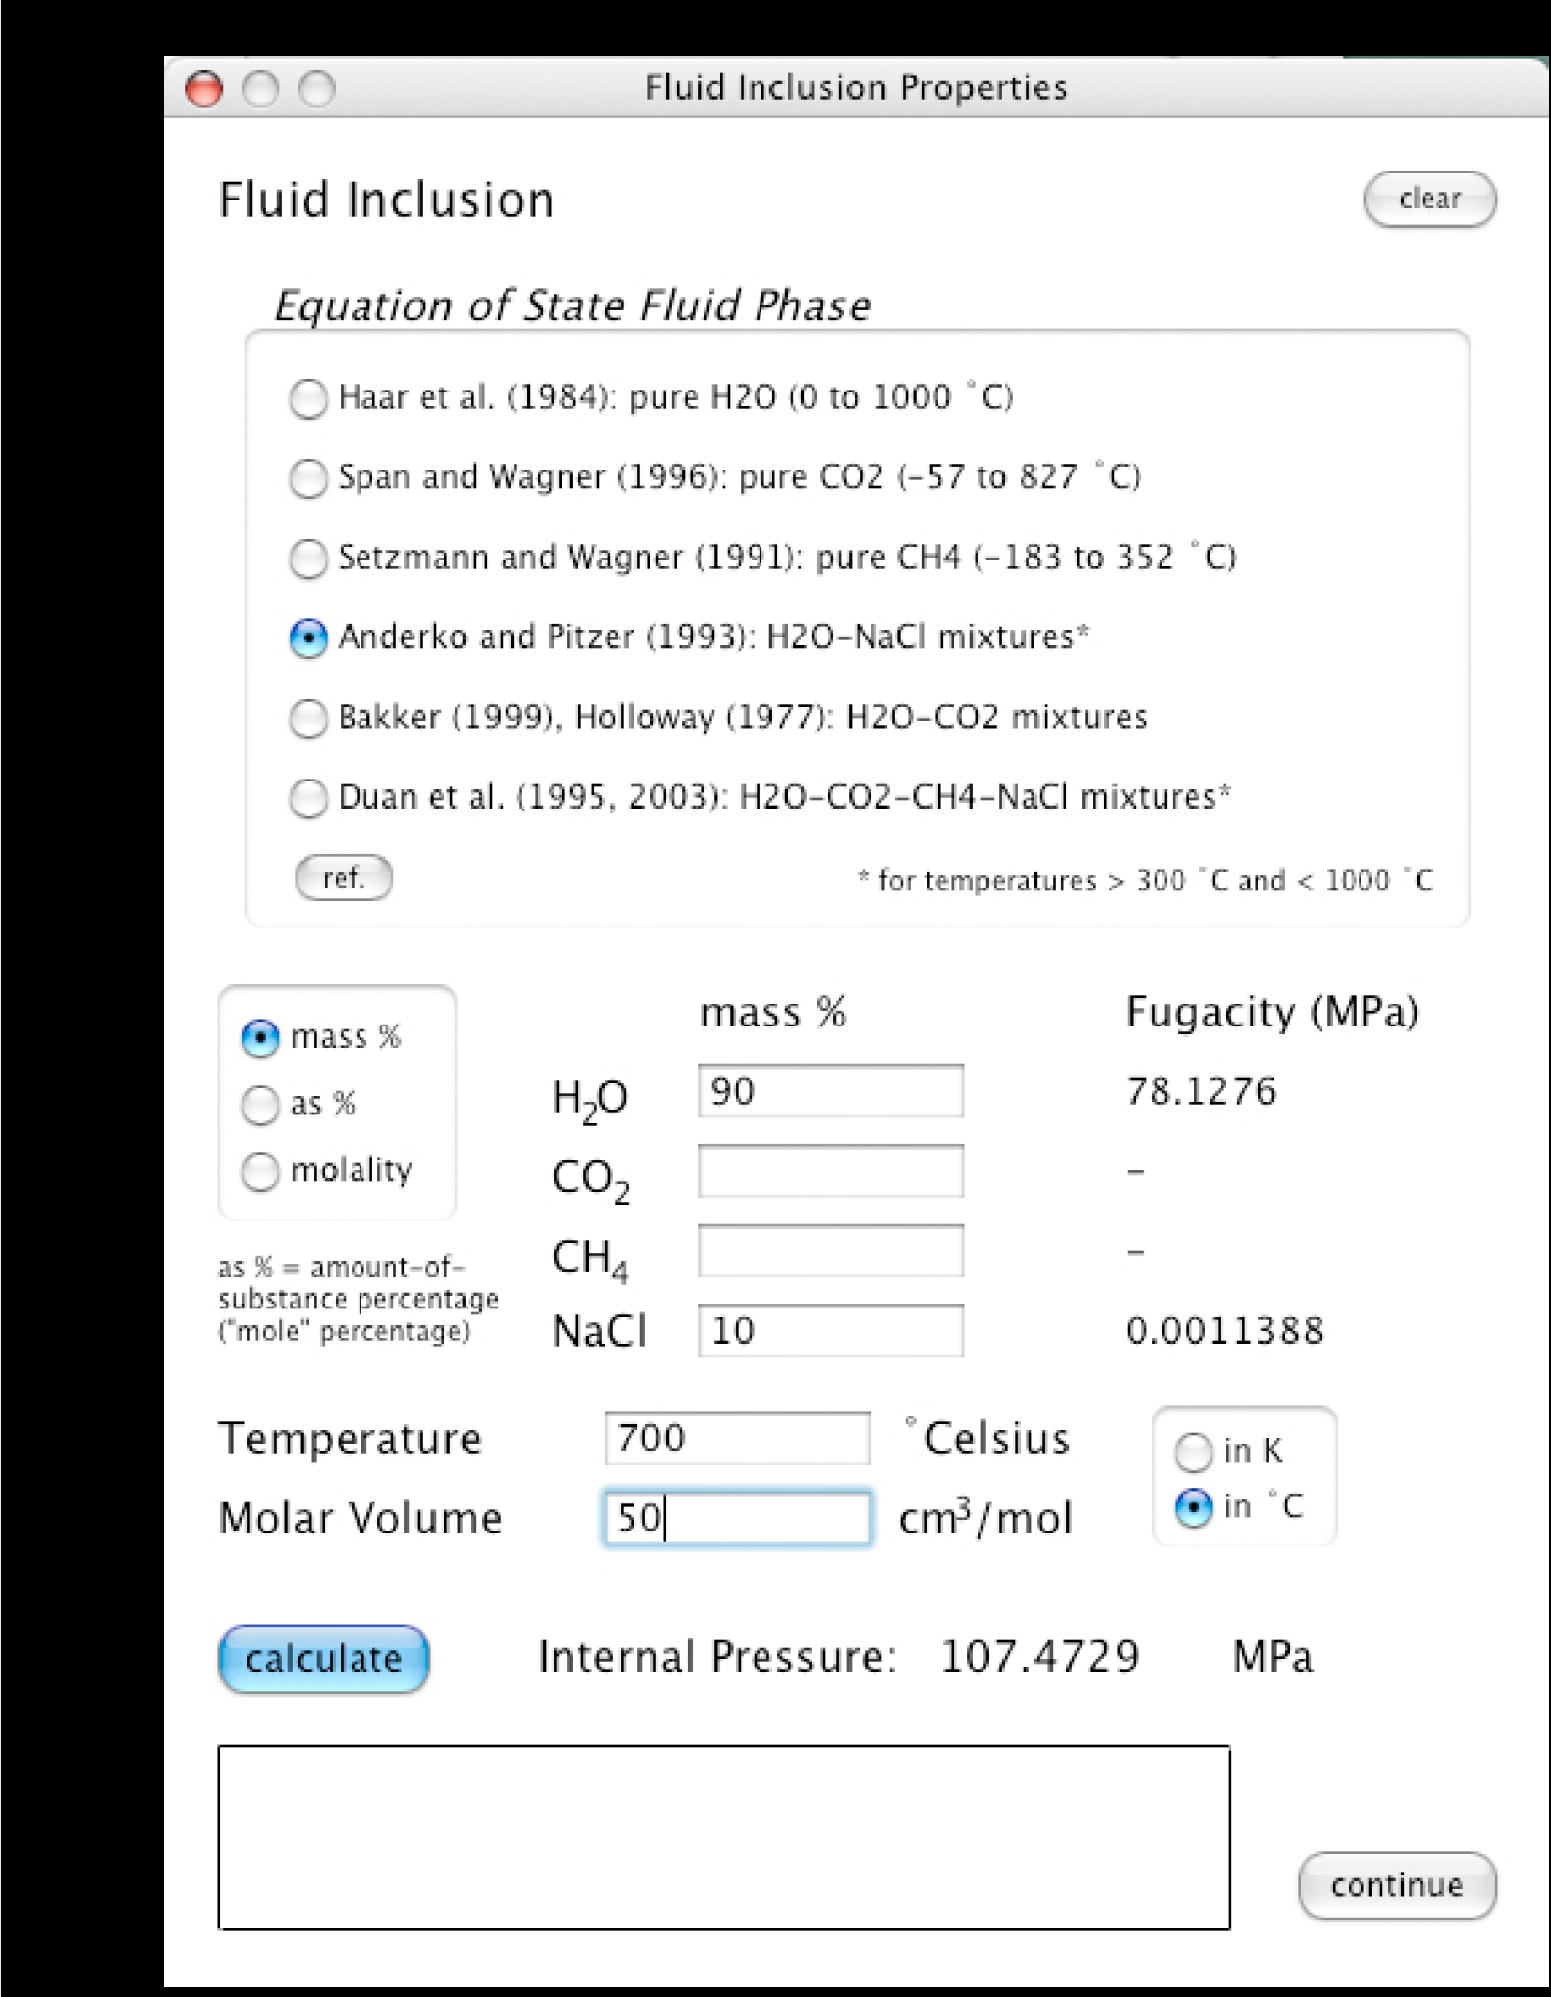 Fluid Inclusion Properties
Fluid Inclusion
clear
Equation of State Fluid Phase
Haar et al. (1984): pure H2O (0 to 1000 ˚C)
Span and Wagner (1996): pure CO2 (-57 to 827 ˚C)
Setzmann and Wagner (1991): pure CH4 (-183 to 352 ˚C)
Anderko and Pitzer (1993): H2O-NaCl mixtures*
Bakker (1999), Holloway (1977): H2O-CO2 mixtures
Duan et al. (1995, 2003): H2O-CO2-CH4-NaCl mixtures*
ref.
* for temperatures > 300 ˚C and < 1000 ˚C
mass %
as %
molality
as % = amount-of-
substance percentage
("mole" percentage)
mass % Fugacity (MPa)
H₂O 90 78.1276
CO₂ -
CH₄ -
NaCl 10 0.0011388
Temperature 700 ˚Celsius
Molar Volume 50 cm³/mol
in K
in ˚C
calculate Internal Pressure: 107.4729 MPa
continue